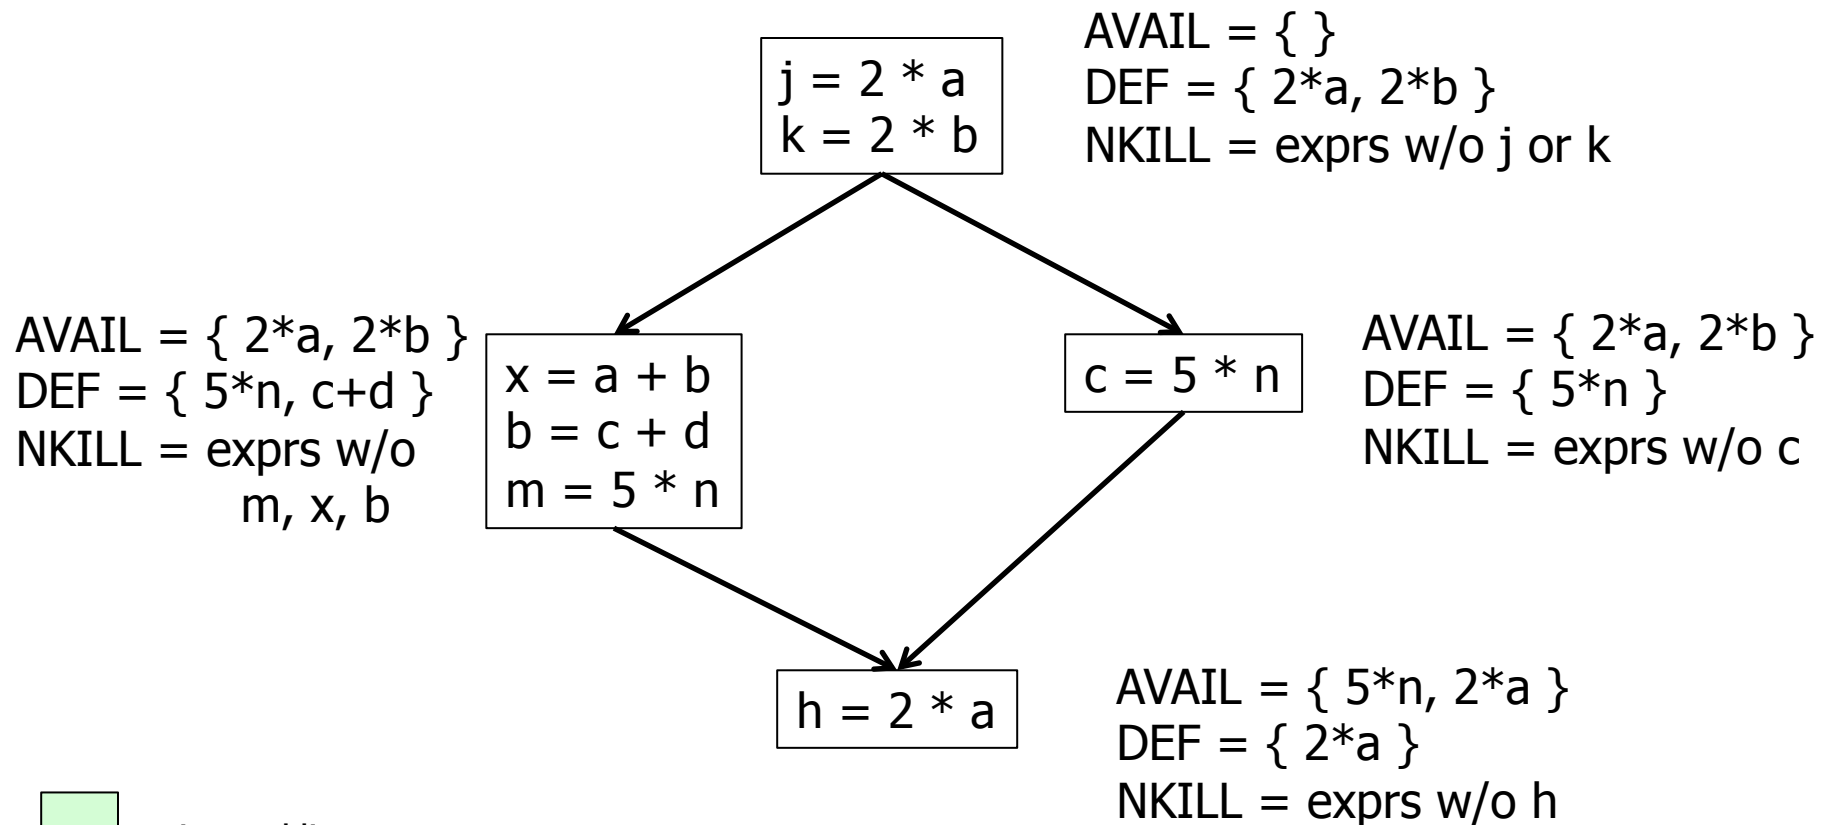 j = 2 * a
k = 2 * b
AVAIL = { }
DEF = { 2*a, 2*b }
NKILL = exprs w/o j or k
AVAIL = { 2*a, 2*b }
DEF = { 5*n, c+d }
NKILL = exprs w/o
m, x, b
x = a + b
b = c + d
m = 5 * n
c = 5 * n
AVAIL = { 2*a, 2*b }
DEF = { 5*n }
NKILL = exprs w/o c
h = 2 * a
AVAIL = { 5*n, 2*a }
DEF = { 2*a }
NKILL = exprs w/o h